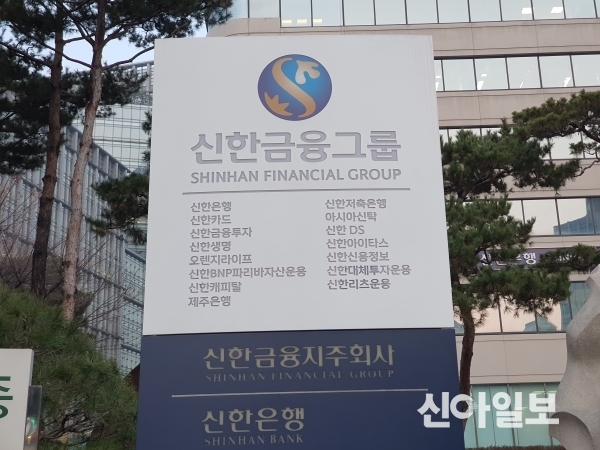 신한금융그룹
SHINHAN FINANCIAL GROUP
신한은행
신한카드
신한금융투자
신한생명
오렌지라이프
신한BNP파리바자산운용
신한캐피탈
제주은행
신한저축은행
아시아신탁
신한 DS
신한아이타스
신한신용정보
신한대체투자운용
신한리츠운용
신한금융지주회사
SHINHAN FINANCIAL GROUP
신한은행
SHINHAN BANK
신한은행
증
신아일보